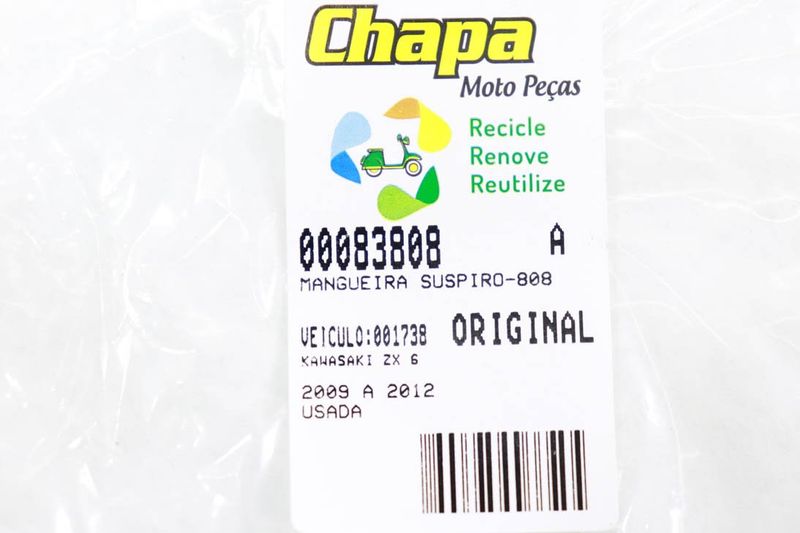 Chapa
Moto Peças
Recicle
Renove
Reutilize
00083808 A
MANGUEIRA SUSPIRO-808
VEICULO:001738 ORIGINAL
KAWASAKI ZX 6
2009 A 2012
USADA